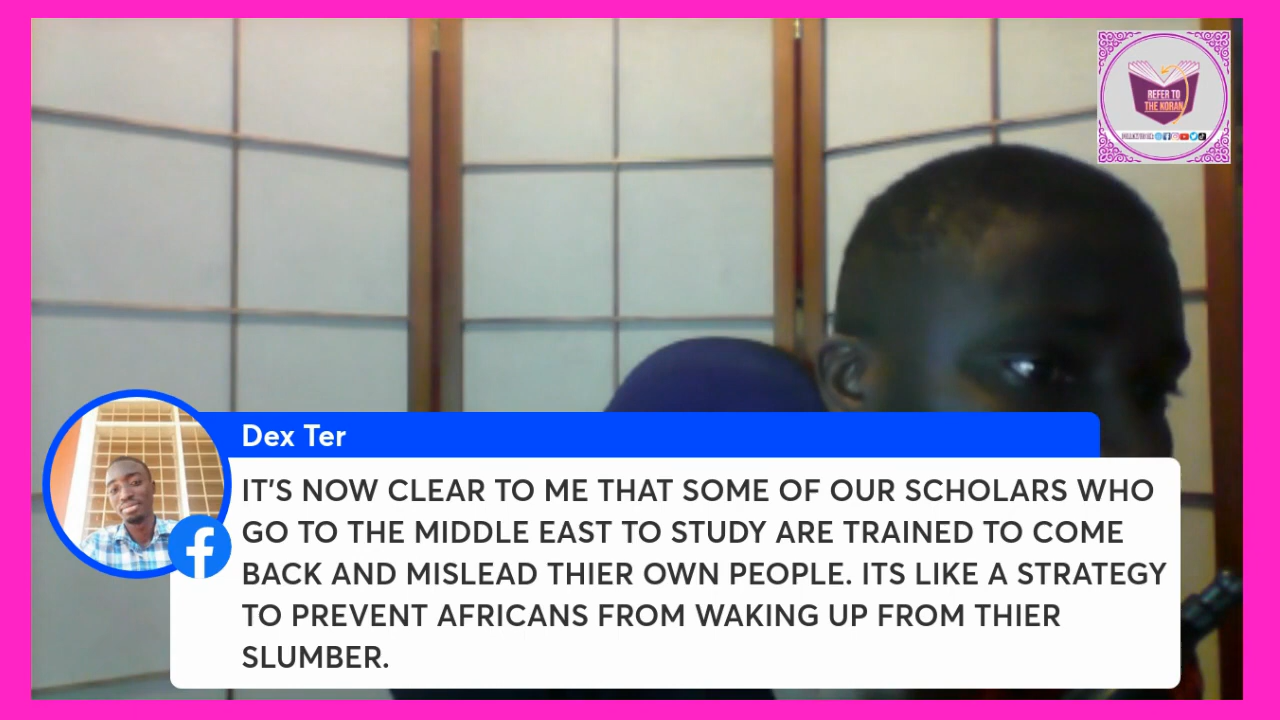 REFER TO
THE KORAN
Dex Ter
IT'S NOW CLEAR TO ME THAT SOME OF OUR SCHOLARS WHO
GO TO THE MIDDLE EAST TO STUDY ARE TRAINED TO COME
BACK AND MISLEAD THIER OWN PEOPLE. ITS LIKE A STRATEGY
TO PREVENT AFRICANS FROM WAKING UP FROM THIER
SLUMBER.